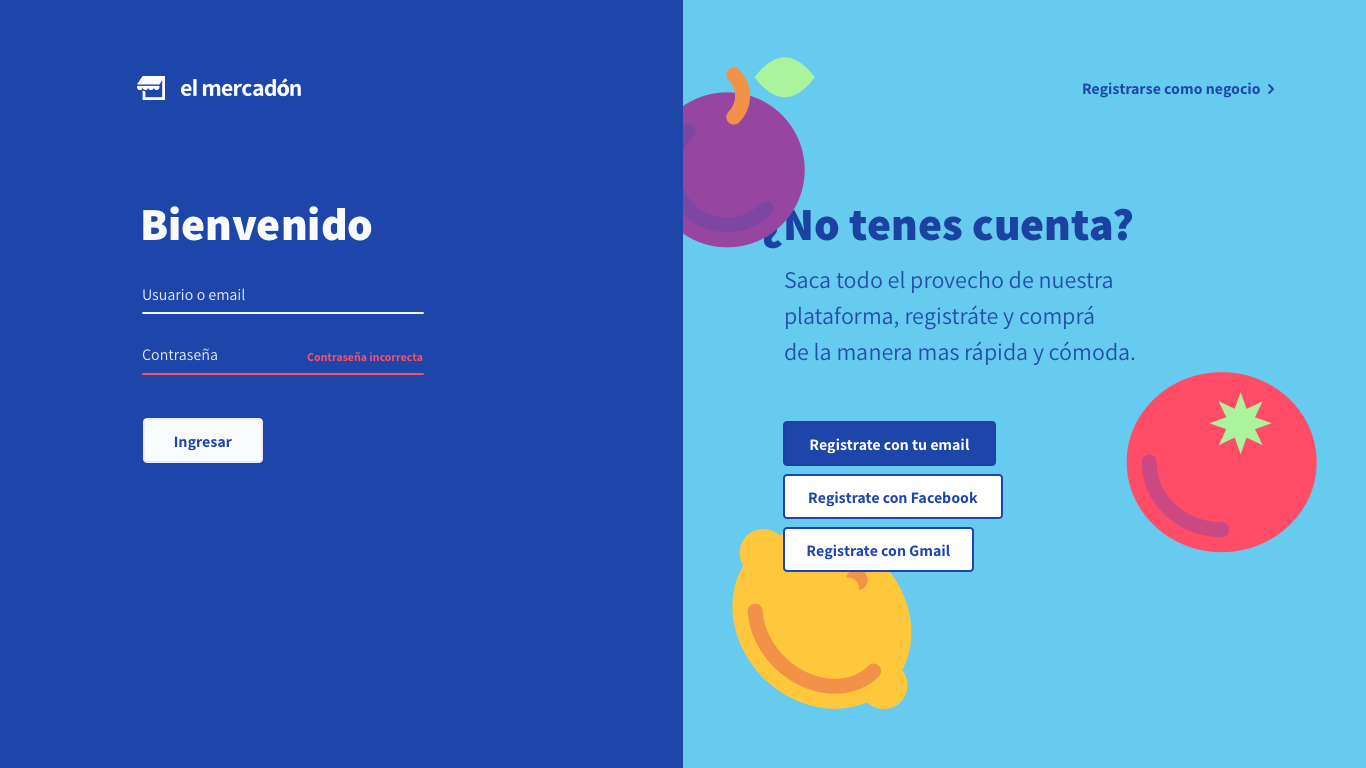 el mercadón
Bienvenido
Usuario o email
Contraseña
Contraseña incorrecta
Ingresar
Registrarse como negocio
¿No tenes cuenta?
Saca todo el provecho de nuestra
plataforma, registráte y comprá
de la manera mas rápida y cómoda.
Registrate con tu email
Registrate con Facebook
Registrate con Gmail